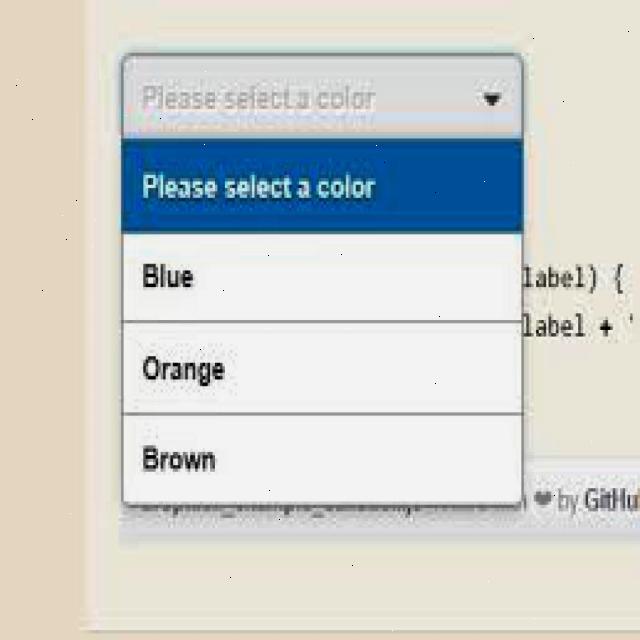 Please select a color
Please select a color
Blue
label) {
label + '
Orange
Brown
❤ by GitHu